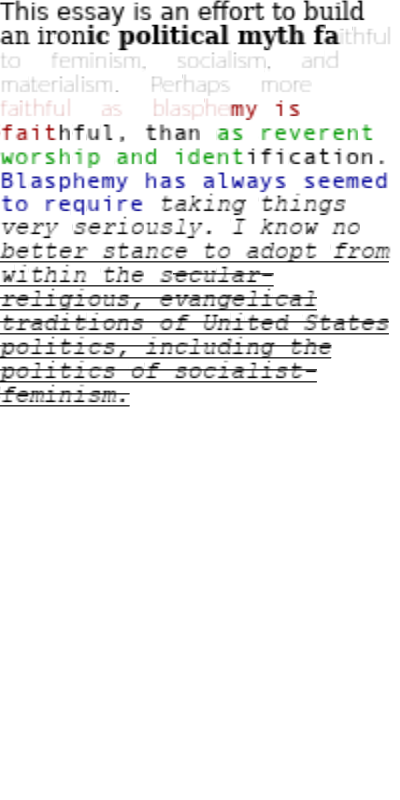 This essay is an effort to build
an ironic political myth faithful
to feminism, socialism, and
materialism. Perhaps more
faithful as blasphemy is
faithful, than as reverent
worship and identification.
Blasphemy has always seemed
to require taking things
very seriously. I know no
better stance to adopt from
within the secular-
religious, evangelical
traditions of United States
politics, including the
politics of socialist-
feminism.